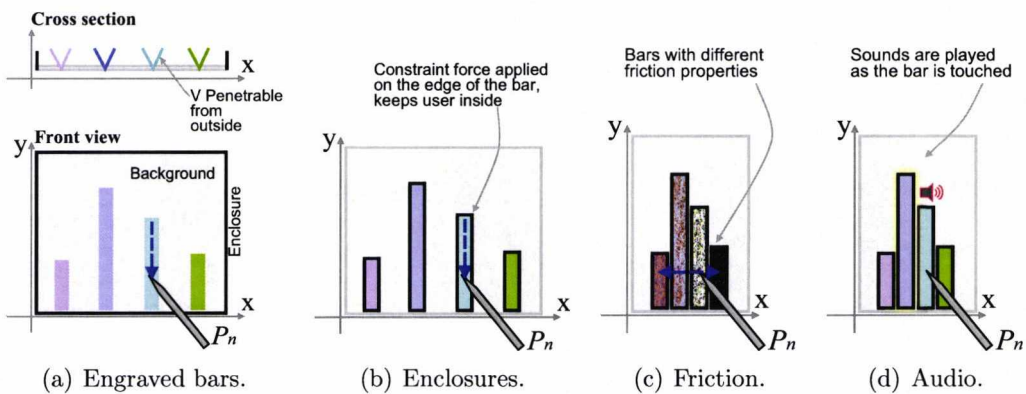 Cross section
x
V Penetrable
from
outside
Front view
y
Background
Enclosure
x
Pn
(a) Engraved bars.
Constraint force applied
on the edge of the bar,
keeps user inside
y
x
Pn
(b) Enclosures.
Bars with different
friction properties
y
x
Pn
(c) Friction.
Sounds are played
as the bar is touched
y
x
Pn
(d) Audio.